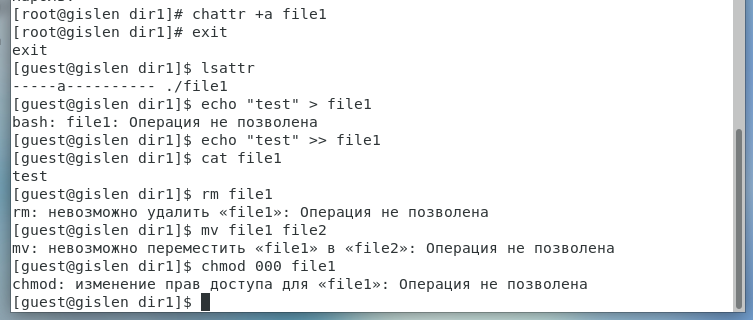 [root@gislen dir1]# chattr +a file1
[root@gislen dir1]# exit
exit
[guest@gislen dir1]$ lsattr
-----a---------- ./file1
[guest@gislen dir1]$ echo "test" > file1
bash: file1: Операция не позволена
[guest@gislen dir1]$ echo "test" >> file1
[guest@gislen dir1]$ cat file1
test
[guest@gislen dir1]$ rm file1
rm: невозможно удалить «file1»: Операция не позволена
[guest@gislen dir1]$ mv file1 file2
mv: невозможно переместить «file1» в «file2»: Операция не позволена
[guest@gislen dir1]$ chmod 000 file1
chmod: изменение прав доступа для «file1»: Операция не позволена
[guest@gislen dir1]$